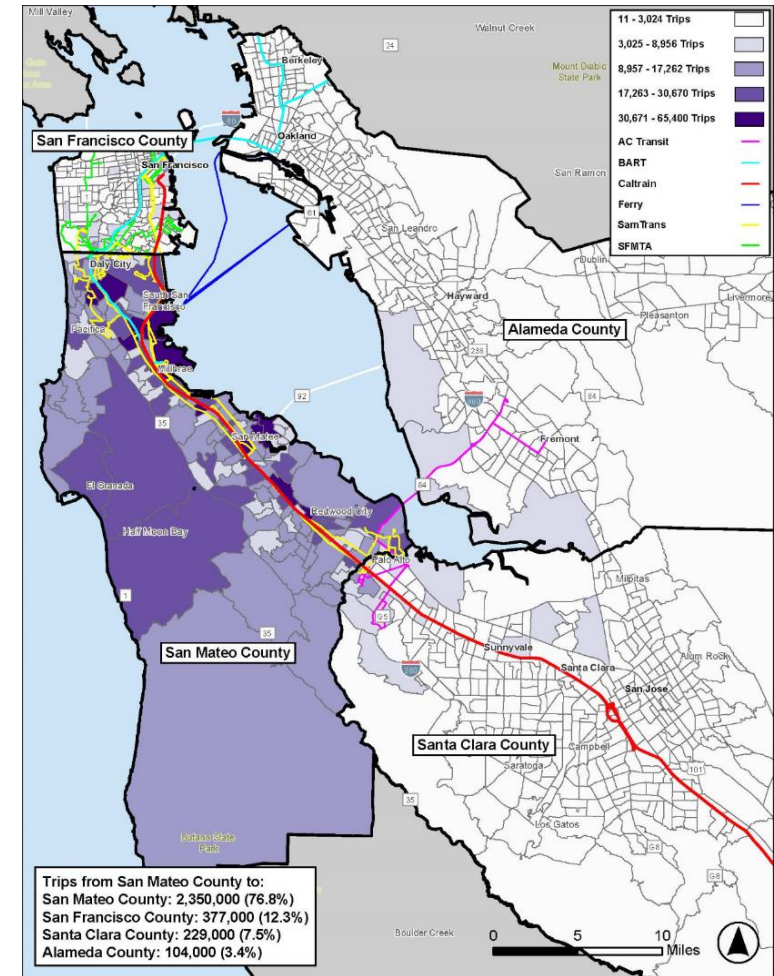 Mill Valley
Walnut Creek
24
Berkeley
Mount Diablo
State Park
80
Oakland
San Francisco County
San Francisco
San Ramon
61
San Leandro
Daly City
South San
Francisco
Dublin
Livermore
Hayward
Pleasanton
Pacifica
Alameda County
238
Millbrae
92
84
35
San Mateo
Fremont
El Granada
84
Redwood City
Half Moon Bay
Palo Alto
Milpitas
1
G5
35
Sunnyvale
Alum Rock
San Mateo County
Santa Clara
San Jose
Santa Clara County
Campbell
Saratoga
101
35
Los Gatos
Butano State
Park
G8
G8
Boulder Creek
11 - 3,024 Trips
3,025 - 8,956 Trips
8,957 - 17,262 Trips
17,263 - 30,670 Trips
30,671 - 65,400 Trips
AC Transit
BART
Caltrain
Ferry
SamTrans
SFMTA
Trips from San Mateo County to:
San Mateo County: 2,350,000 (76.8%)
San Francisco County: 377,000 (12.3%)
Santa Clara County: 229,000 (7.5%)
Alameda County: 104,000 (3.4%)
0 5 10
Miles